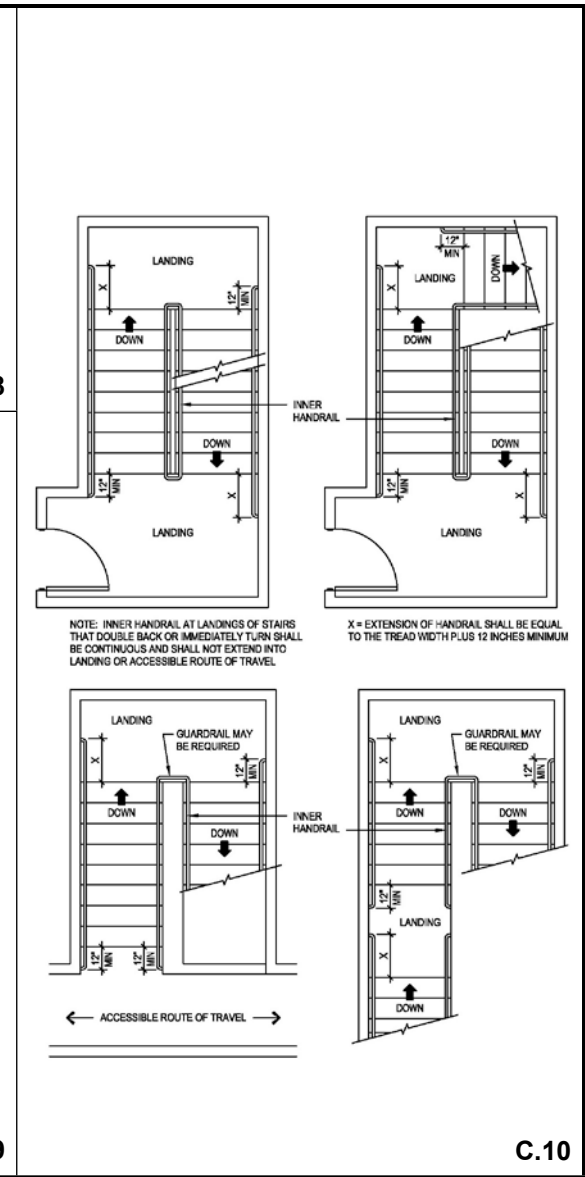 LANDING
X
12"
MIN
DOWN
DOWN
12"
MIN
X
LANDING
12"
MIN
LANDING
DOWN
X
DOWN
INNER
HANDRAIL
DOWN
12"
MIN
X
LANDING
NOTE: INNER HANDRAIL AT LANDINGS OF STAIRS
THAT DOUBLE BACK OR IMMEDIATELY TURN SHALL
BE CONTINUOUS AND SHALL NOT EXTEND INTO
LANDING OR ACCESSIBLE ROUTE OF TRAVEL
X = EXTENSION OF HANDRAIL SHALL BE EQUAL
TO THE TREAD WIDTH PLUS 12 INCHES MINIMUM
LANDING
GUARDRAIL MAY
BE REQUIRED
X
12"
MIN
DOWN
DOWN
INNER
HANDRAIL
12"
MIN
12"
MIN
ACCESSIBLE ROUTE OF TRAVEL
LANDING
GUARDRAIL MAY
BE REQUIRED
X
12"
MIN
DOWN
DOWN
12"
MIN
LANDING
X
DOWN
C.10